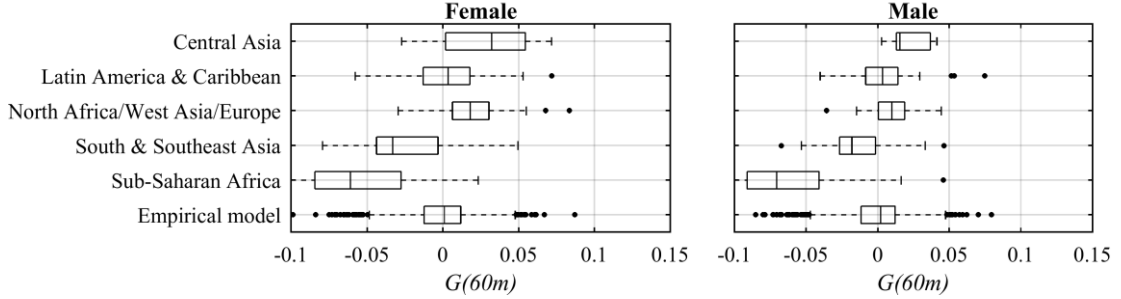 Female
Male
Central Asia
Latin America & Caribbean
North Africa/West Asia/Europe
South & Southeast Asia
Sub-Saharan Africa
Empirical model
-0.1 -0.05 0 0.05 0.1 0.15
-0.1 -0.05 0 0.05 0.1 0.15
G(60m)
G(60m)